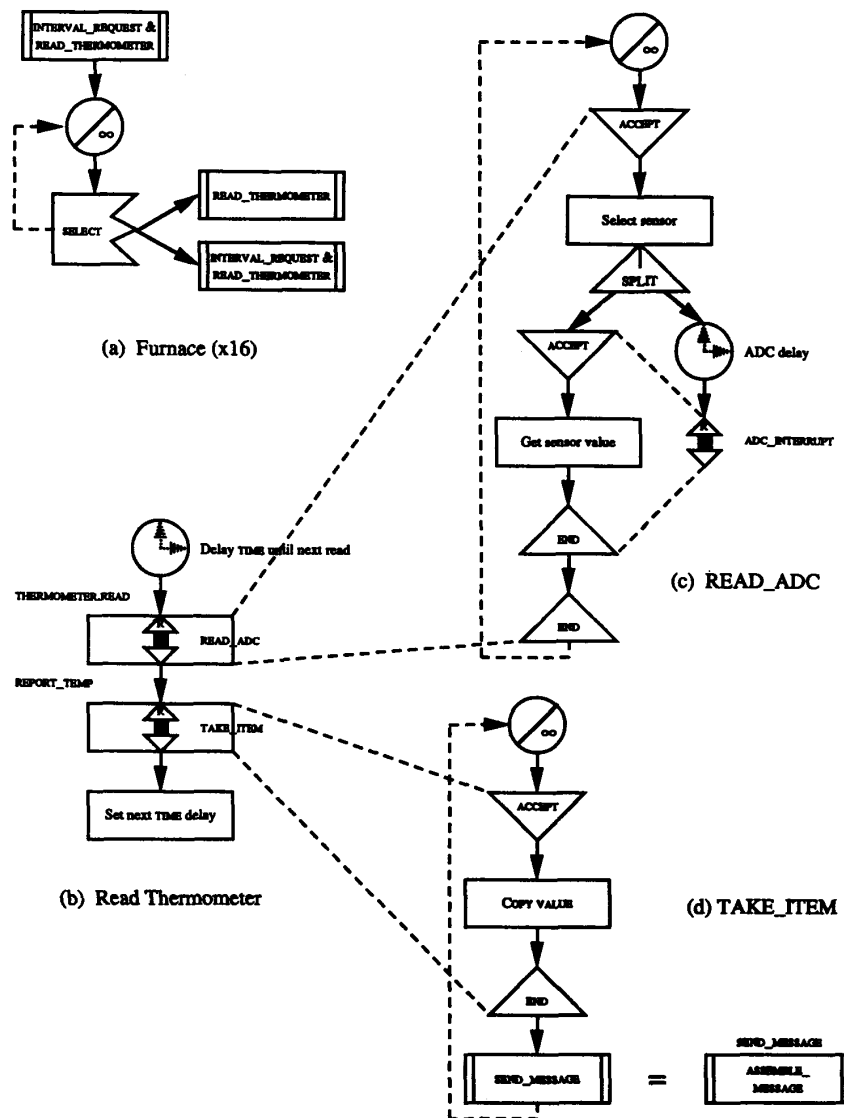 INTERVAL_REQUEST &
READ_THERMOMETER
∞
SELECT
READ_THERMOMETER
INTERVAL_REQUEST &
READ_THERMOMETER
(a) Furnace (x16)
∞
ACCEPT
Select sensor
SPLIT
ACCEPT
ADC delay
Get sensor value
R
ADC_INTERRUPT
END
END
(c) READ_ADC
Delay TIME until next read
THERMOMETER.READ
R
READ_ADC
REPORT_TEMP
R
TAKE_ITEM
Set next TIME delay
(b) Read Thermometer
∞
ACCEPT
COPY VALUE
(d) TAKE_ITEM
END
SEND_MESSAGE
=
SEND_MESSAGE
ASSEMBLE_
MESSAGE